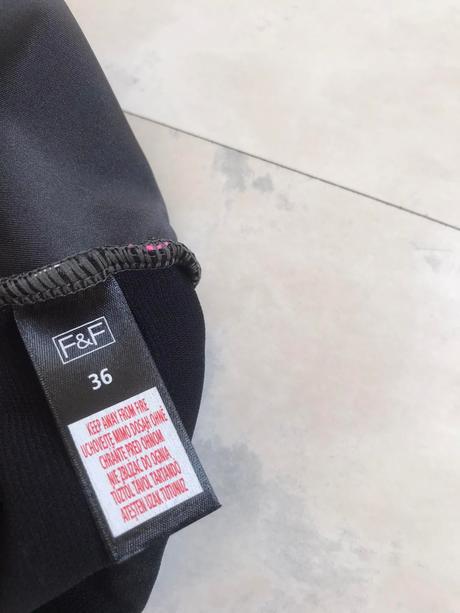 F&F
36
KEEP AWAY FROM FIRE
UCHOVEJTE MIMO DOSAH OHNĚ
CHRÁŇTE PRED OHŇOM
NIE ZBLIŻAĆ DO OGNIA
TŰZTŐL TÁVOL TARTANDÓ
ATEŞTEN UZAK TUTUNUZ